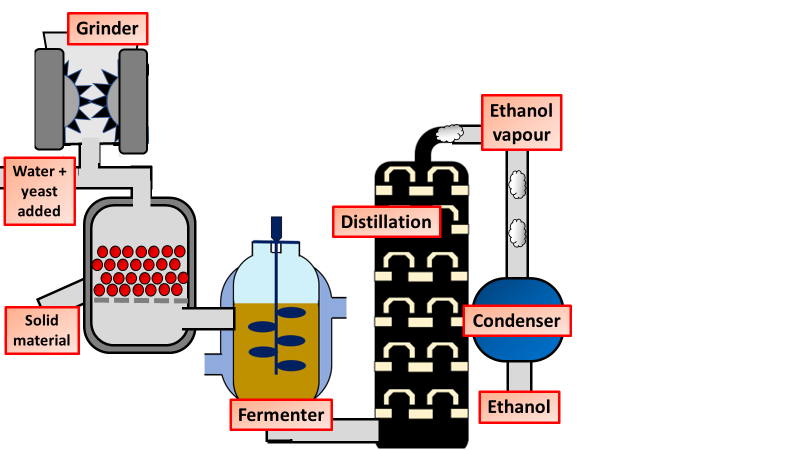 Grinder
Water +
yeast
added
Solid
material
Fermenter
Distillation
Ethanol
vapour
Condenser
Ethanol